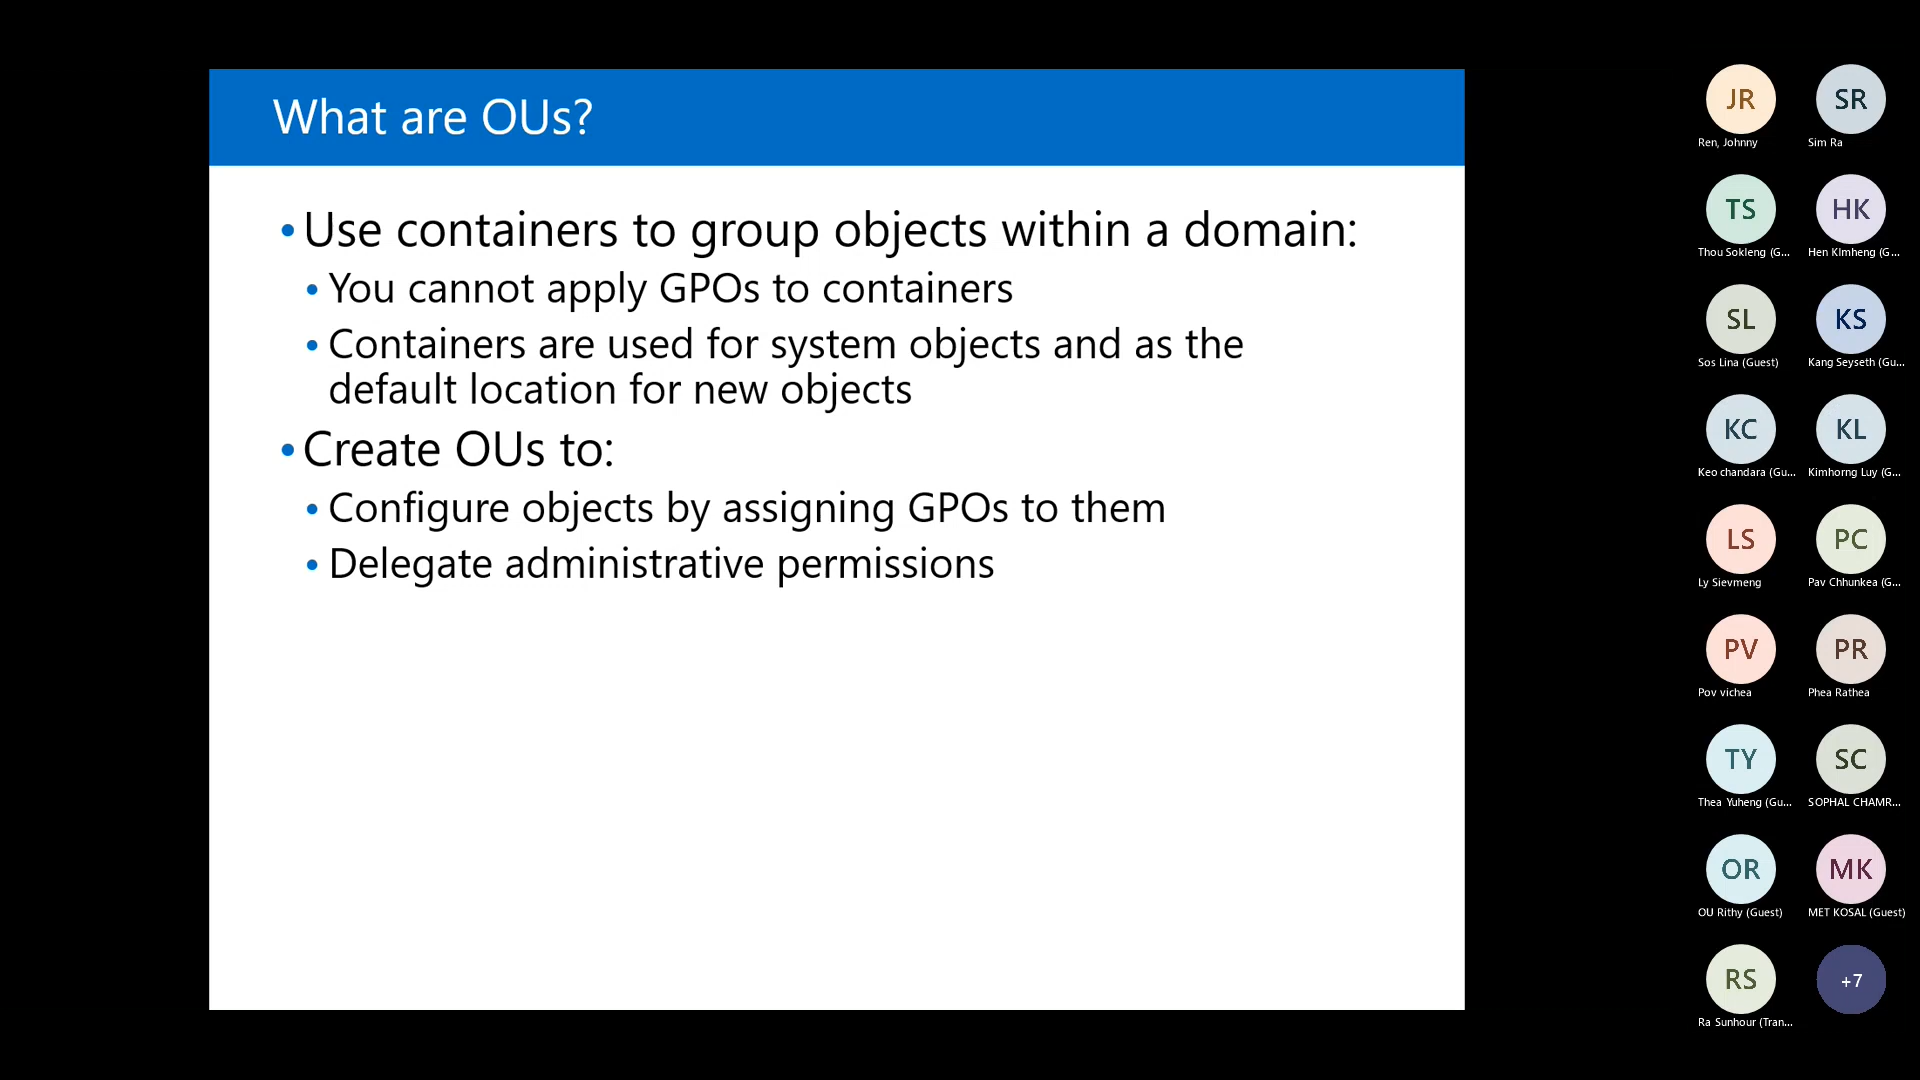 What are OUs?
•Use containers to group objects within a domain:
•You cannot apply GPOs to containers
•Containers are used for system objects and as the
default location for new objects
•Create OUs to:
•Configure objects by assigning GPOs to them
•Delegate administrative permissions
JR
Ren, Johnny
SR
Sim Ra
TS
Thou Sokleng (G...
HK
Hen KImheng (G...
SL
Sos Lina (Guest)
KS
Kang Seyseth (Gu...
KC
Keo chandara (Gu...
KL
Kimhorng Luy (G...
LS
Ly Sievmeng
PC
Pav Chhunkea (G...
PV
Pov vichea
PR
Phea Rathea
TY
Thea Yuheng (Gu...
SC
SOPHAL CHAMR...
OR
OU Rithy (Guest)
MK
MET KOSAL (Guest)
RS
Ra Sunhour (Tran...
+7